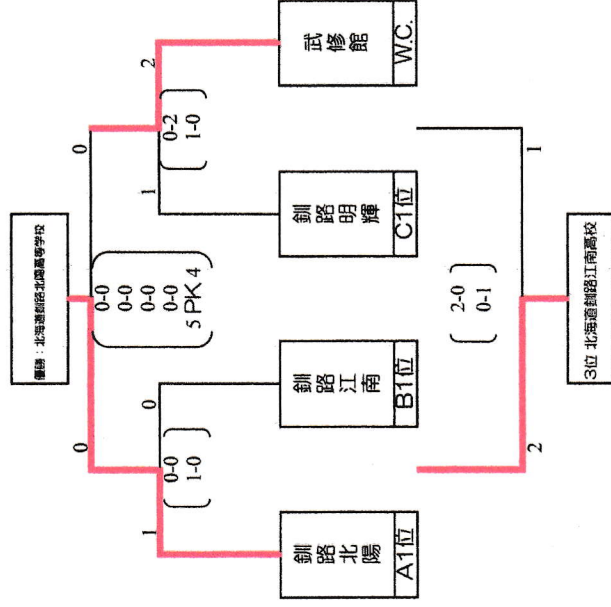 優勝：北海道釧路北陽高等学校
0
0
0-0
0-0
0-0
0-0
5 PK 4
1
0
0-0
1-0
1
2
0-2
1-0
釧路北陽
A1位
釧路江南
B1位
釧路明輝
C1位
武修館
W.C.
2
1
2-0
0-1
3位 北海道釧路江南高校